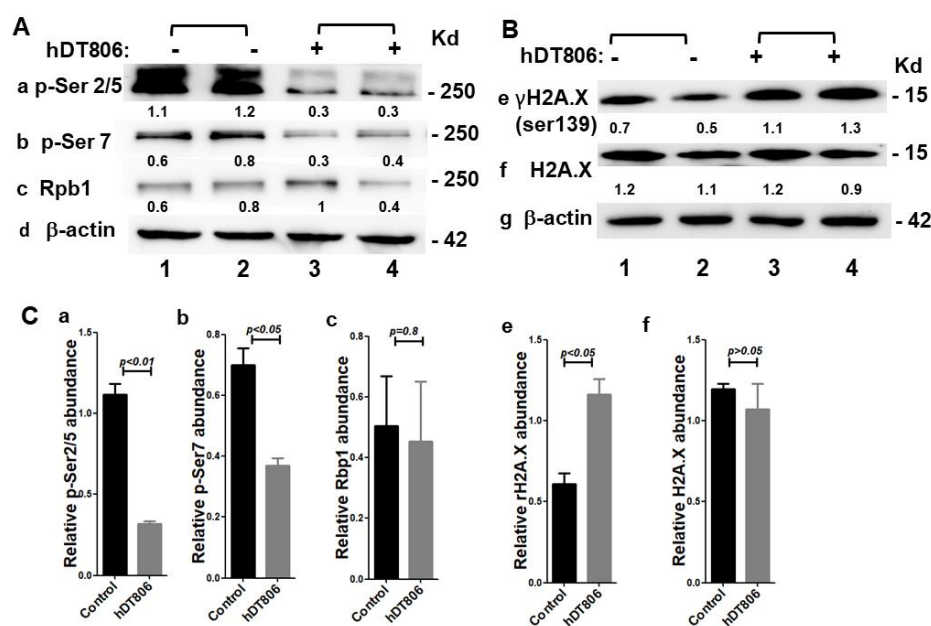 A
hDT806: - - + + Kd
a p-Ser 2/5 - 250
1.1 1.2 0.3 0.3
b p-Ser 7 - 250
0.6 0.8 0.3 0.4
c Rpb1 - 250
0.6 0.8 1 0.4
d β-actin - 42
1 2 3 4
B
hDT806: - - + + Kd
e γH2A.X - 15
(ser139) 0.7 0.5 1.1 1.3
f H2A.X - 15
1.2 1.1 1.2 0.9
g β-actin - 42
1 2 3 4
C
a
Relative p-Ser2/5 abundance
1.5
1.0
0.5
0.0
p<0.01
Control
hDT806
b
Relative p-Ser7 abundance
0.8
0.6
0.4
0.2
0.0
p<0.05
Control
hDT806
c
Relative Rbp1 abundance
0.8
0.6
0.4
0.2
0.0
p=0.8
Control
hDT806
e
Relative rH2A.X abundance
1.5
1.0
0.5
0.0
p<0.05
Control
hDT806
f
Relative H2A.X abundance
1.5
1.0
0.5
0.0
p>0.05
Control
hDT806